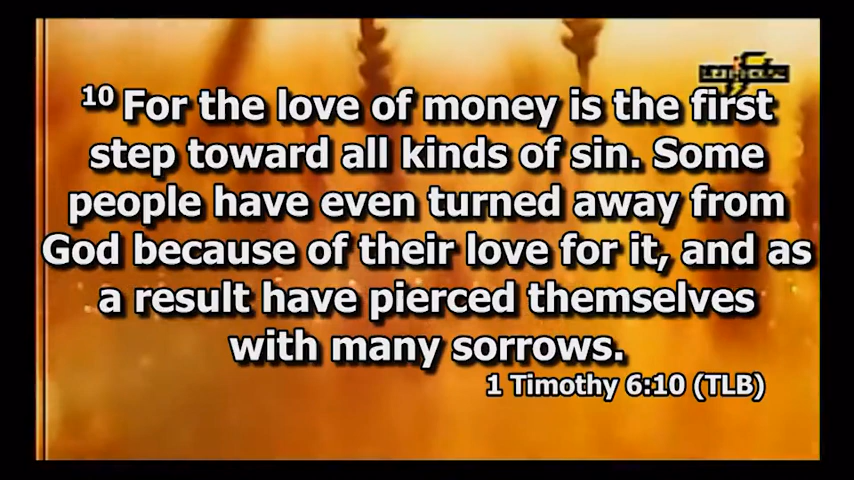 10 For the love of money is the first
step toward all kinds of sin. Some
people have even turned away from
God because of their love for it, and as
a result have pierced themselves
with many sorrows.
1 Timothy 6:10 (TLB)